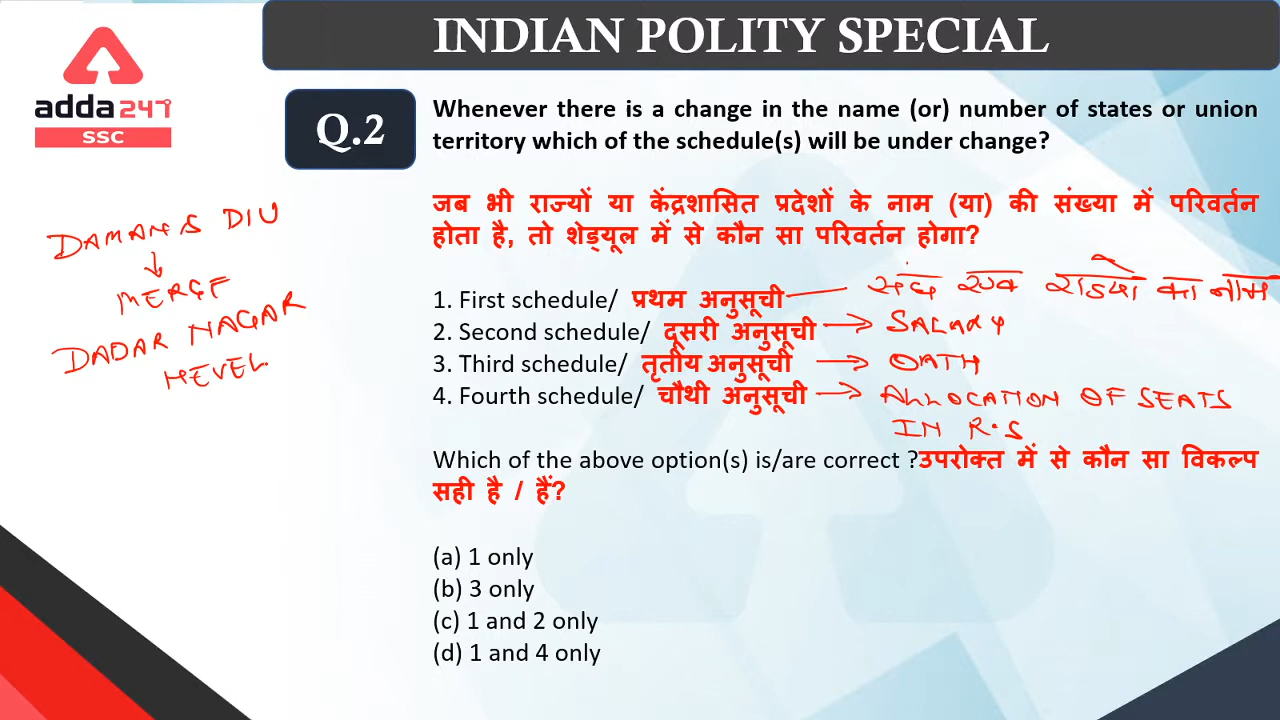 INDIAN POLITY SPECIAL
adda247
SSC
Q.2
Whenever there is a change in the name (or) number of states or union
territory which of the schedule(s) will be under change?
जब भी राज्यों या केंद्रशासित प्रदेशों के नाम (या) की संख्या में परिवर्तन
होता है, तो शेड्यूल में से कौन सा परिवर्तन होगा?
DAMAN & DIU
↓
MERGE
DADAR NAGAR
HEVEL
1. First schedule/ प्रथम अनुसूची — संघ एवं राज्यों का नाम
2. Second schedule/ दूसरी अनुसूची → SALARY
3. Third schedule/ तृतीय अनुसूची → OATH
4. Fourth schedule/ चौथी अनुसूची → ALLOCATION OF SEATS
IN R.S
Which of the above option(s) is/are correct ?उपरोक्त में से कौन सा विकल्प
सही है / हैं?
(a) 1 only
(b) 3 only
(c) 1 and 2 only
(d) 1 and 4 only